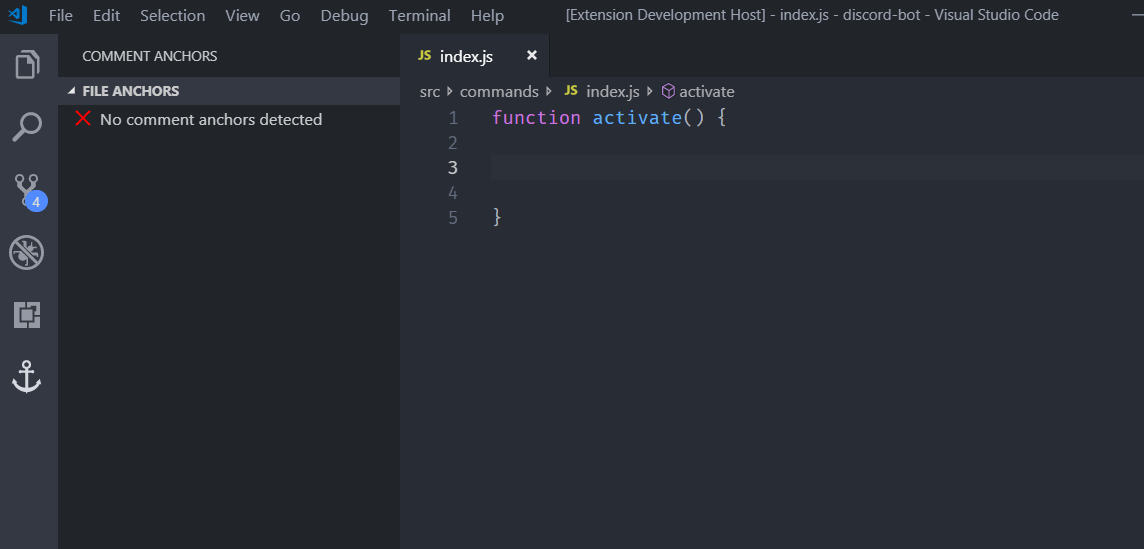 File Edit Selection View Go Debug Terminal Help [Extension Development Host] - index.js - discord-bot - Visual Studio Code
COMMENT ANCHORS
FILE ANCHORS
No comment anchors detected
4
JS index.js
src commands JS index.js activate
1 function activate() {
2
3
4
5 }